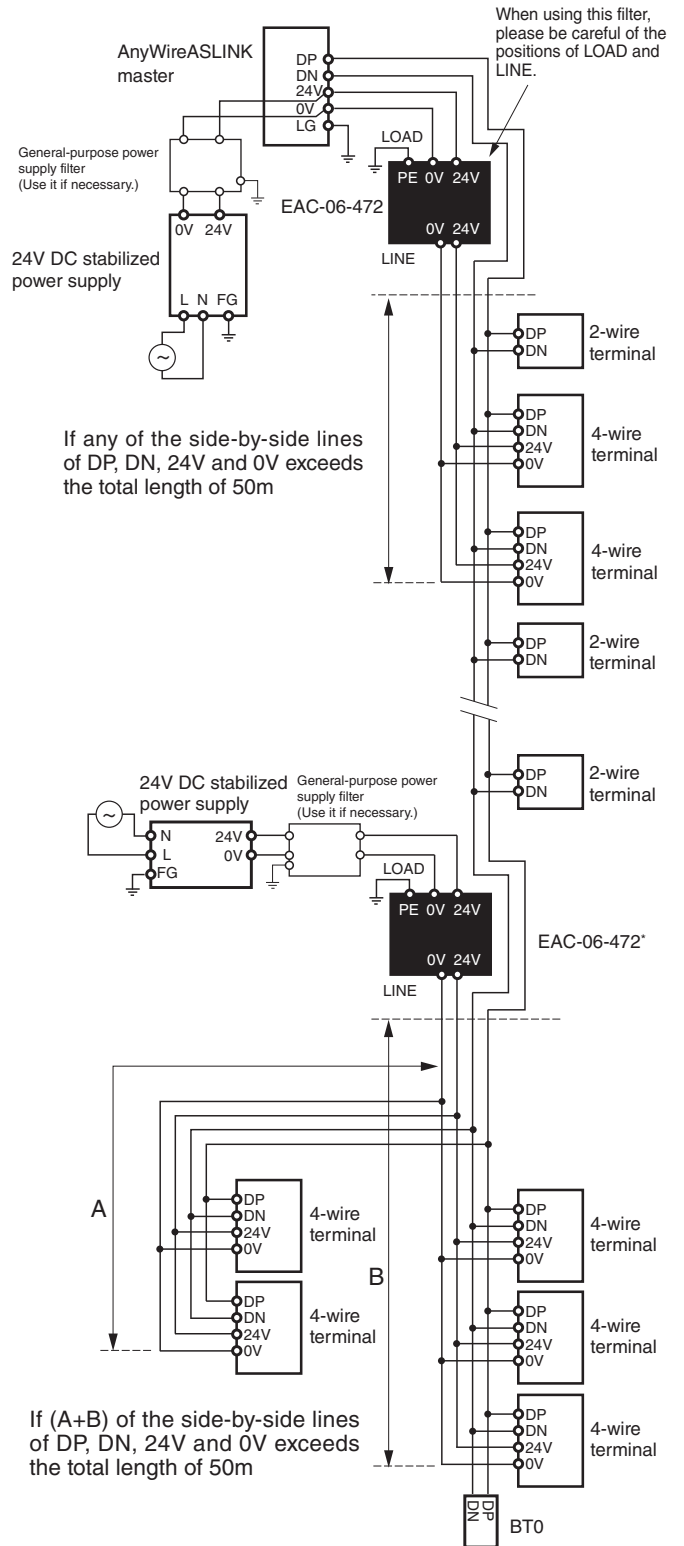 When using this filter,
please be careful of the
positions of LOAD and
LINE.
AnyWireASLINK
master
DP
DN
24V
0V
LG
LOAD
PE 0V 24V
EAC-06-472
0V 24V
LINE
General-purpose power
supply filter
(Use it if necessary.)
0V 24V
24V DC stabilized
power supply
L N FG
~
DP
DN
2-wire
terminal
DP
DN
24V
0V
4-wire
terminal
If any of the side-by-side lines
of DP, DN, 24V and 0V exceeds
the total length of 50m
DP
DN
24V
0V
4-wire
terminal
DP
DN
2-wire
terminal
DP
DN
2-wire
terminal
24V DC stabilized
power supply
General-purpose power
supply filter
(Use it if necessary.)
~
N
L
FG
24V
0V
LOAD
PE 0V 24V
EAC-06-472*
0V 24V
LINE
A
B
DP
DN
24V
0V
4-wire
terminal
DP
DN
24V
0V
4-wire
terminal
DP
DN
24V
0V
4-wire
terminal
DP
DN
24V
0V
4-wire
terminal
DP
DN
24V
0V
4-wire
terminal
If (A+B) of the side-by-side lines
of DP, DN, 24V and 0V exceeds
the total length of 50m
DN
DP
BT0